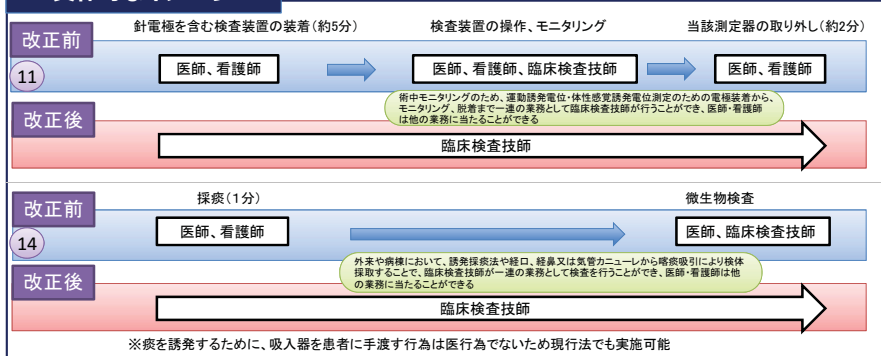 針電極を含む検査装置の装着（約5分）
検査装置の操作、モニタリング
当該測定器の取り外し（約2分）
改正前
11
医師、看護師
医師、看護師、臨床検査技師
医師、看護師
術中モニタリングのため、運動誘発電位・体性感覚誘発電位測定のための電極装着から、
モニタリング、脱着まで一連の業務として臨床検査技師が行うことができ、医師・看護師
は他の業務に当たることができる
改正後
臨床検査技師
採痰（1分）
微生物検査
改正前
14
医師、看護師
医師、臨床検査技師
外来や病棟において、誘発採痰法や経口、経鼻又は気管カニューレから喀痰吸引により検体
採取することで、臨床検査技師が一連の業務として検査を行うことができ、医師・看護師は他
の業務に当たることができる
改正後
臨床検査技師
※痰を誘発するために、吸入器を患者に手渡す行為は医行為でないため現行法でも実施可能